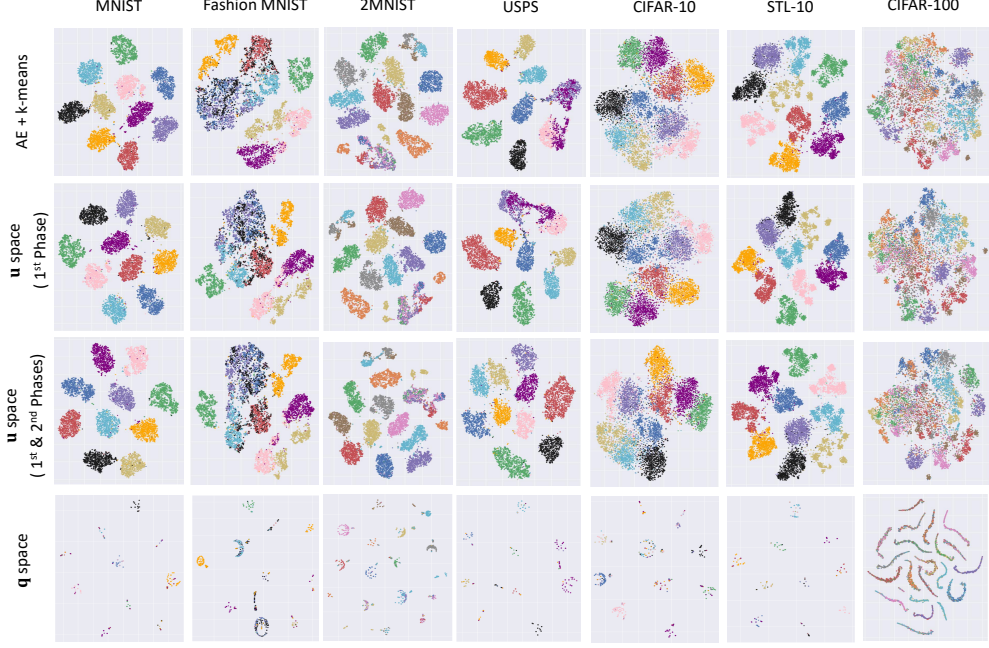 MNIST Fashion MNIST 2MNIST USPS CIFAR-10 STL-10 CIFAR-100
AE + k-means
u space
( 1st Phase)
u space
( 1st & 2nd Phases)
q space